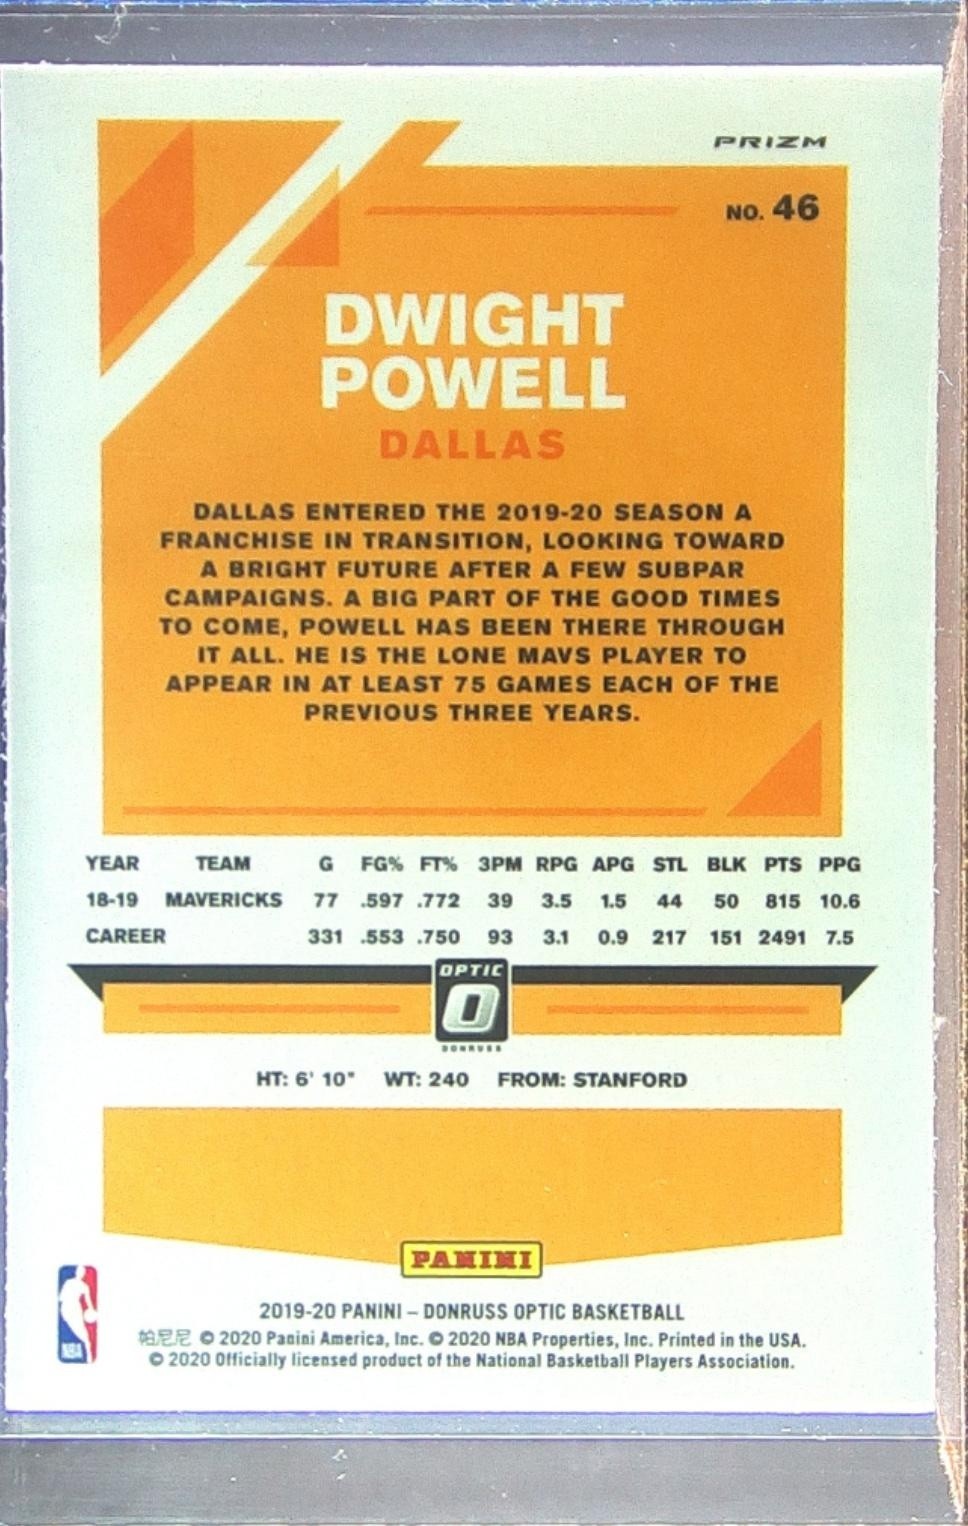 PRIZM
NO. 46
DWIGHT
POWELL
DALLAS
DALLAS ENTERED THE 2019-20 SEASON A
FRANCHISE IN TRANSITION, LOOKING TOWARD
A BRIGHT FUTURE AFTER A FEW SUBPAR
CAMPAIGNS. A BIG PART OF THE GOOD TIMES
TO COME, POWELL HAS BEEN THERE THROUGH
IT ALL. HE IS THE LONE MAVS PLAYER TO
APPEAR IN AT LEAST 75 GAMES EACH OF THE
PREVIOUS THREE YEARS.
YEAR TEAM G FG% FT% 3PM RPG APG STL BLK PTS PPG
18-19 MAVERICKS 77 .597 .772 39 3.5 1.5 44 50 815 10.6
CAREER 331 .553 .750 93 3.1 0.9 217 151 2491 7.5
OPTIC
O
DONRUSS
HT: 6' 10" WT: 240 FROM: STANFORD
PANINI
2019-20 PANINI – DONRUSS OPTIC BASKETBALL
帕尼尼 © 2020 Panini America, Inc. © 2020 NBA Properties, Inc. Printed in the USA.
© 2020 Officially licensed product of the National Basketball Players Association.
NBA